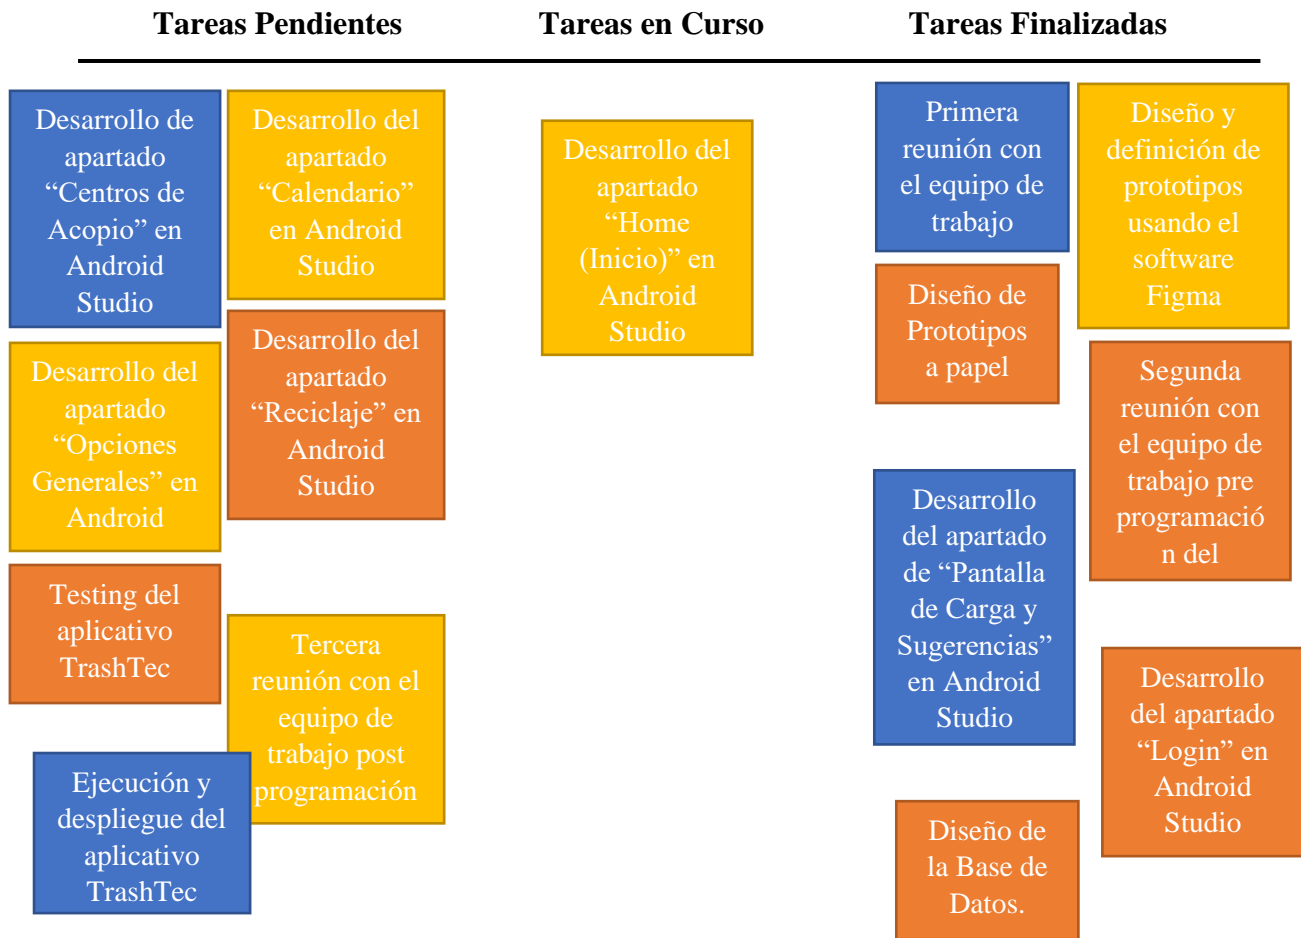 Tareas Pendientes
Tareas en Curso
Tareas Finalizadas
Desarrollo de
apartado
“Centros de
Acopio” en
Android
Studio
Desarrollo del
apartado
“Calendario”
en Android
Studio
Desarrollo del
apartado
“Opciones
Generales” en
Android
Desarrollo del
apartado
“Reciclaje” en
Android
Studio
Testing del
aplicativo
TrashTec
Tercera
reunión con el
equipo de
trabajo post
programación
Ejecución y
despliegue del
aplicativo
TrashTec
Desarrollo del
apartado
“Home
(Inicio)” en
Android
Studio
Primera
reunión con
el equipo de
trabajo
Diseño y
definición de
prototipos
usando el
software
Figma
Diseño de
Prototipos
a papel
Segunda
reunión con
el equipo de
trabajo pre
programació
n del
Desarrollo
del apartado
de “Pantalla
de Carga y
Sugerencias”
en Android
Studio
Desarrollo
del apartado
“Login” en
Android
Studio
Diseño de
la Base de
Datos.